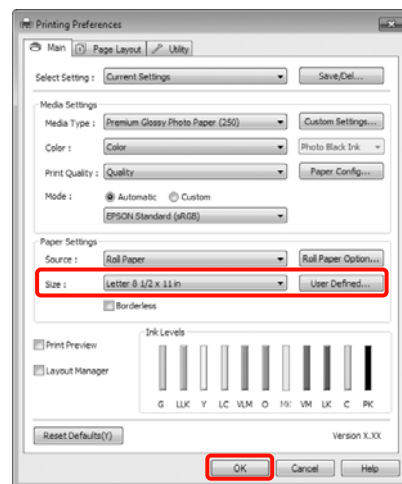 Printing Preferences
Main Page Layout Utility
Select Setting : Current Settings Save/Del...
Media Settings
Media Type : Premium Glossy Photo Paper (250) Custom Settings...
Color : Color Photo Black Ink
Print Quality : Quality Paper Config...
Mode : Automatic Custom
EPSON Standard (sRGB)
Paper Settings
Source : Roll Paper Roll Paper Option...
Size : Letter 8 1/2 x 11 in User Defined...
Borderless
Ink Levels
Print Preview
Layout Manager
G LLK Y LC VLM O MK VM LK C PK
Reset Defaults(Y) Version X.XX
OK Cancel Help